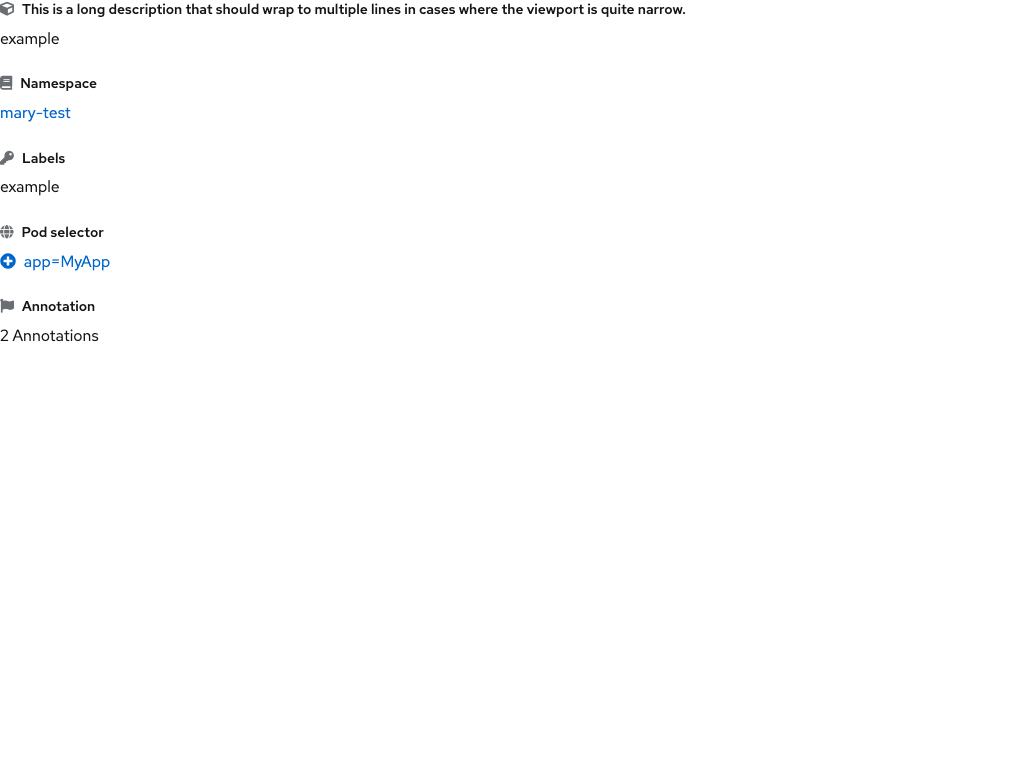 This is a long description that should wrap to multiple lines in cases where the viewport is quite narrow.
example
Namespace
mary-test
Labels
example
Pod selector
app=MyApp
Annotation
2 Annotations